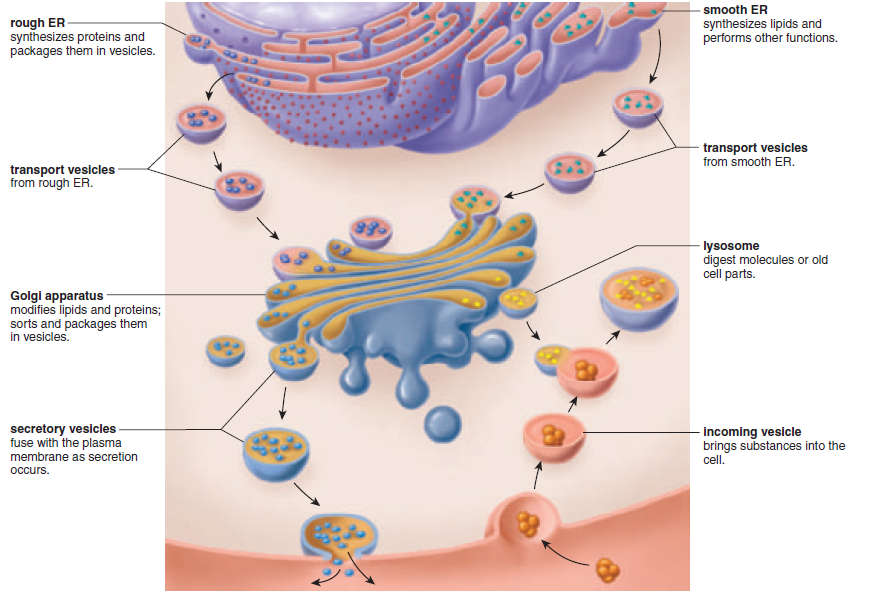 rough ER
synthesizes proteins and
packages them in vesicles.
transport vesicles
from rough ER.
Golgi apparatus
modifies lipids and proteins;
sorts and packages them
in vesicles.
secretory vesicles
fuse with the plasma
membrane as secretion
occurs.
smooth ER
synthesizes lipids and
performs other functions.
transport vesicles
from smooth ER.
lysosome
digest molecules or old
cell parts.
incoming vesicle
brings substances into the
cell.